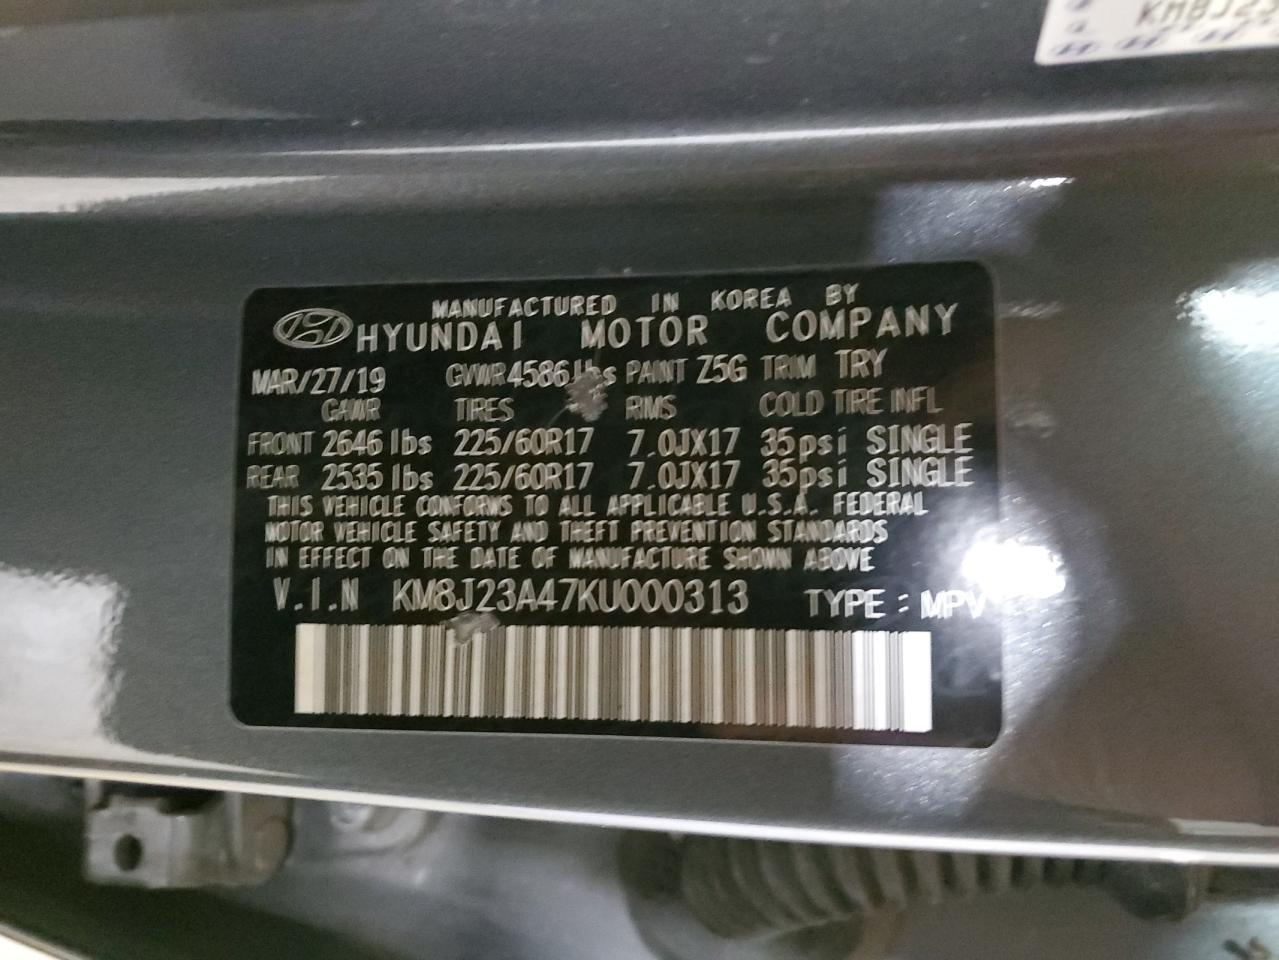 KM8J23
MANUFACTURED IN KOREA BY
HYUNDAI MOTOR COMPANY
MAR/27/19 GVWR 4586lbs PAINT Z5G TRIM TRY
GAWR TIRES RIMS COLD TIRE INFL
FRONT 2646 lbs 225/60R17 7.0JX17 35psi SINGLE
REAR 2535 lbs 225/60R17 7.0JX17 35psi SINGLE
THIS VEHICLE CONFORMS TO ALL APPLICABLE U.S.A. FEDERAL
MOTOR VEHICLE SAFETY AND THEFT PREVENTION STANDARDS
IN EFFECT ON THE DATE OF MANUFACTURE SHOWN ABOVE
V.I.N KM8J23A47KU000313 TYPE : MPV